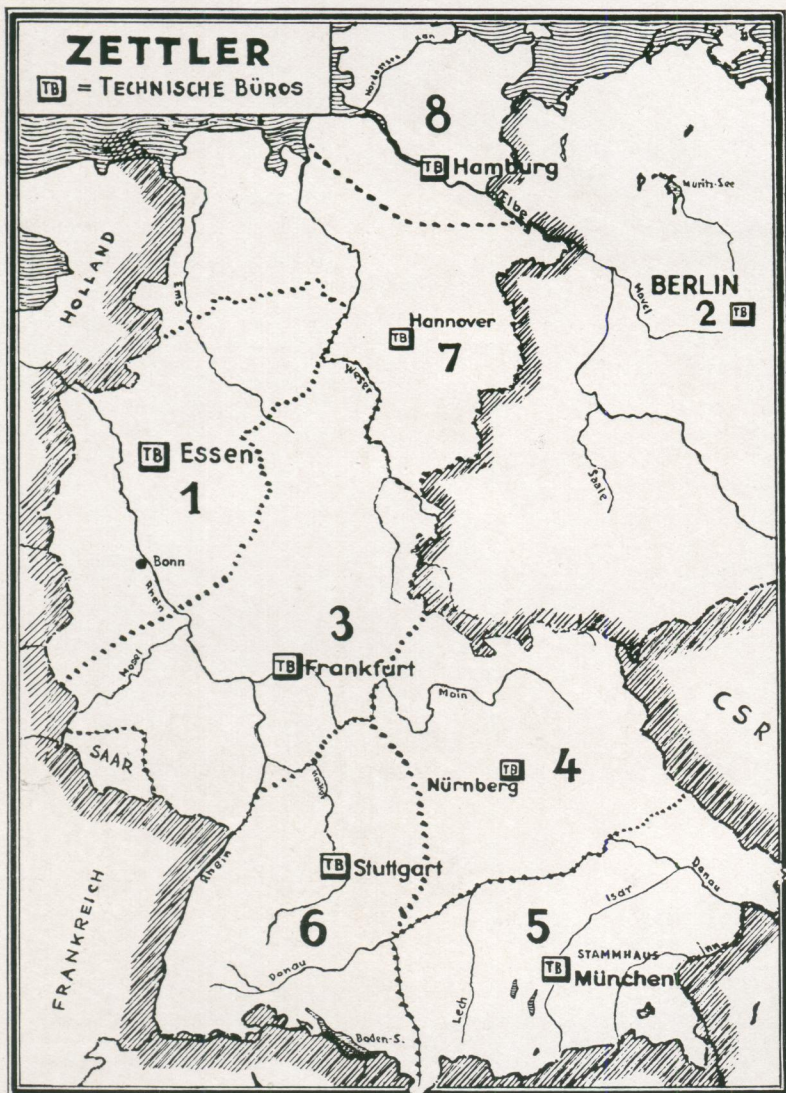 ZETTLER
TB = TECHNISCHE BÜROS
Nordostsee Kan
8
TB Hamburg
Elbe
Müritz-See
HOLLAND
Ems
BERLIN
2 TB
Havel
Hannover
TB
7
Weser
TB Essen
1
Saale
Bonn
Rhein
3
TB Frankfurt
Mosel
Main
CSR
SAAR
TB
Nürnberg
4
Neckar
Rhein
TB Stuttgart
Donau
Isar
FRANKREICH
6
5
STAMMHAUS
TB München
Inn
Donau
Lech
Boden-S.